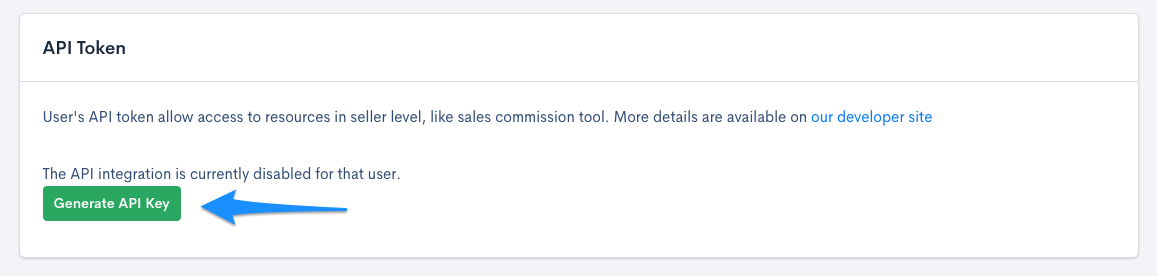 API Token
User's API token allow access to resources in seller level, like sales commission tool. More details are available on our developer site
The API integration is currently disabled for that user.
Generate API Key